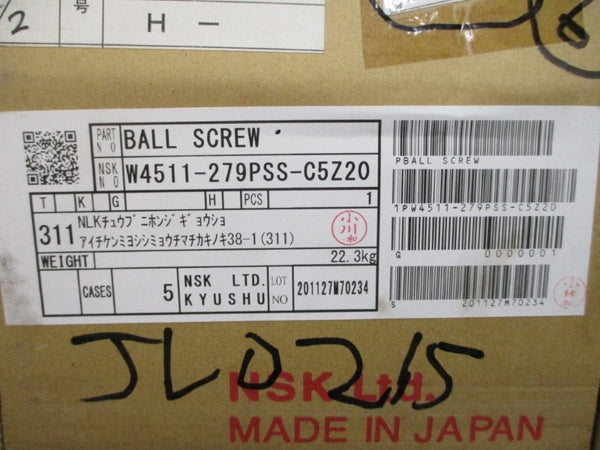 /2
号
H -
PART NO BALL SCREW
NSK NO W4511-279PSS-C5Z20
T K G H PCS 1
311 NLKチュウブ ニホンジ ギョウショ
アイチケンミヨシシミョウチマチカキノキ38-1(311)
小川和
WEIGHT 22.3kg
CASES 5 NSK LTD. KYUSHU LOT NO 201127M70234
PBALL SCREW
1PW4511-279PSS-C5Z20
Q 0000001
S 201127M70234
JLD215
NSK Ltd.
MADE IN JAPAN